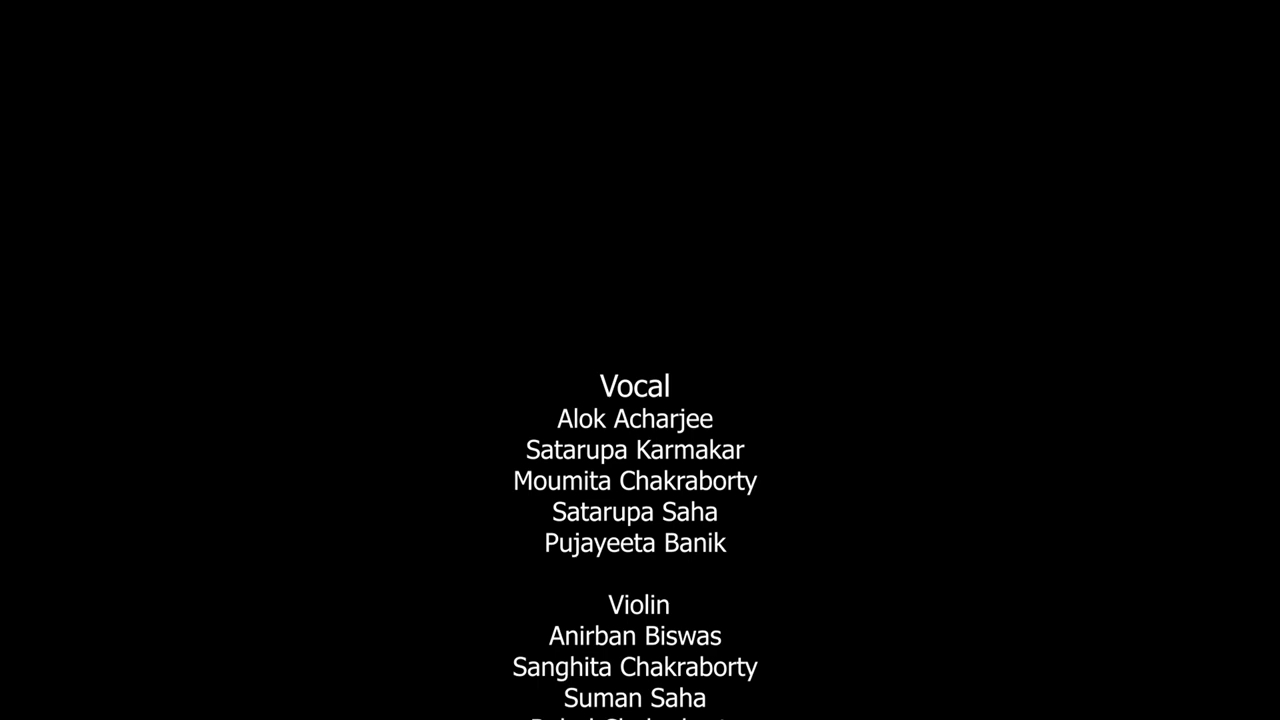 Vocal
Alok Acharjee
Satarupa Karmakar
Moumita Chakraborty
Satarupa Saha
Pujayeeta Banik
Violin
Anirban Biswas
Sanghita Chakraborty
Suman Saha